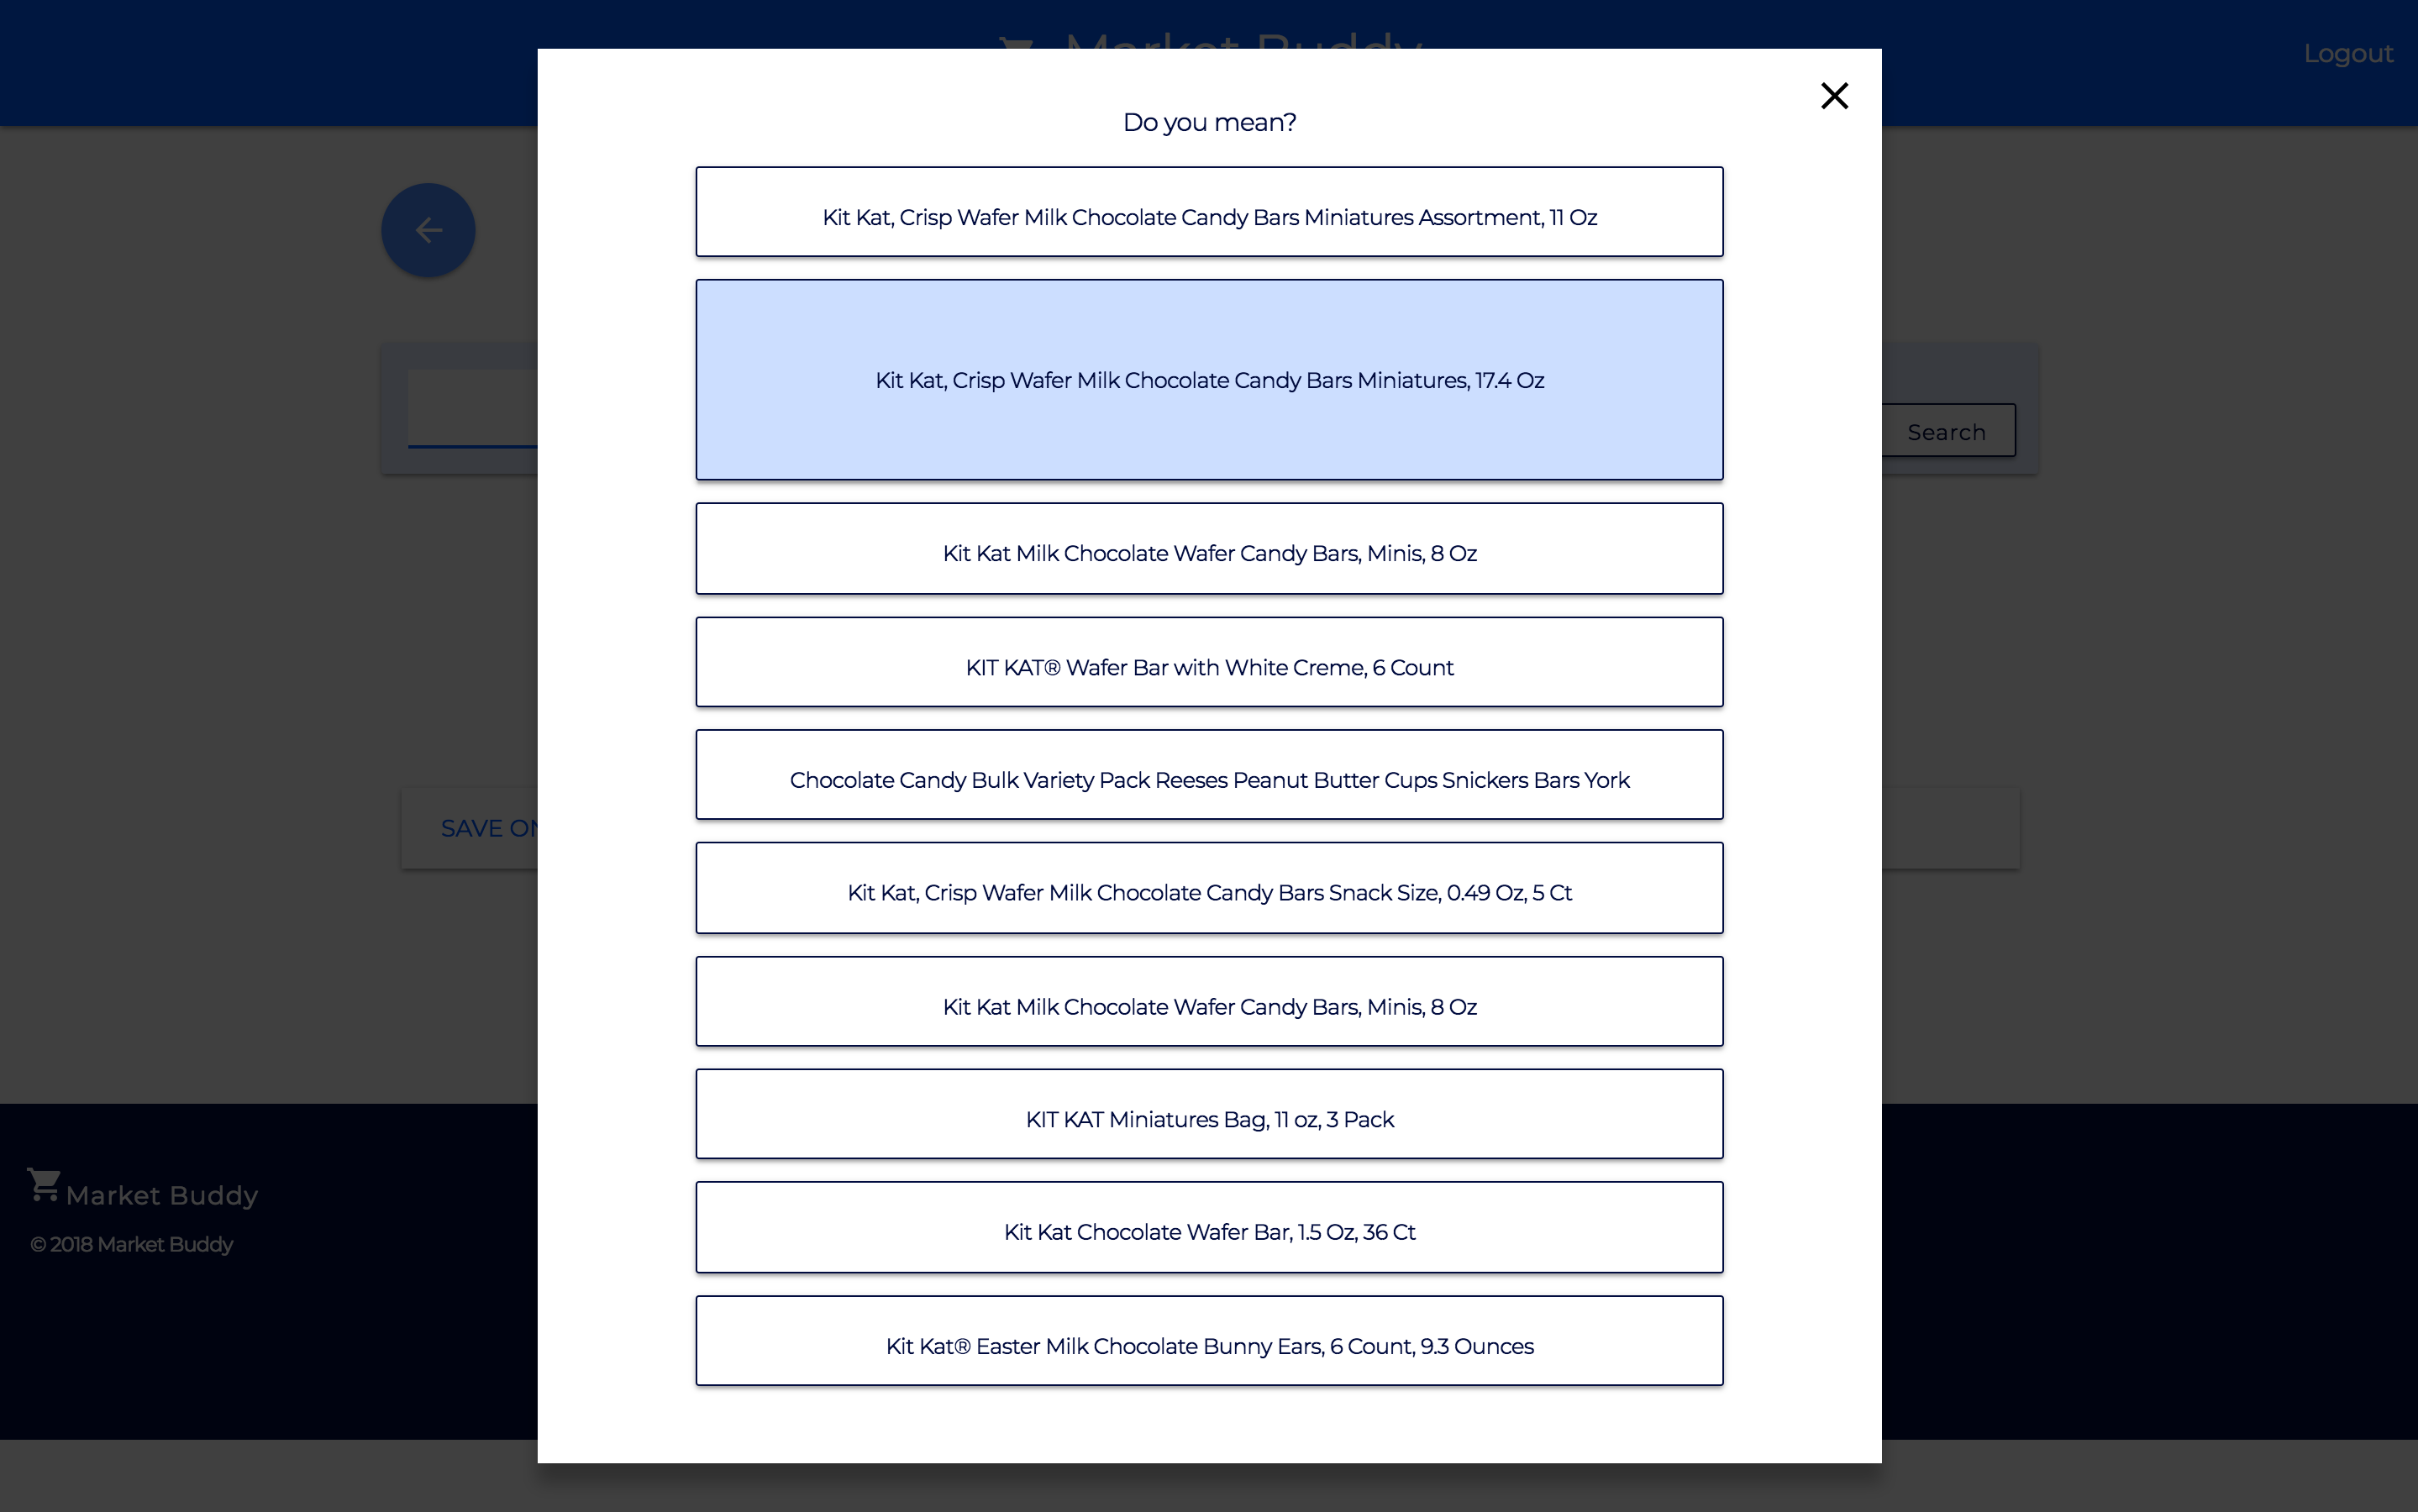 Market Buddy
Logout
Do you mean?
Kit Kat, Crisp Wafer Milk Chocolate Candy Bars Miniatures Assortment, 11 Oz
Kit Kat, Crisp Wafer Milk Chocolate Candy Bars Miniatures, 17.4 Oz
Search
Kit Kat Milk Chocolate Wafer Candy Bars, Minis, 8 Oz
KIT KAT® Wafer Bar with White Creme, 6 Count
Chocolate Candy Bulk Variety Pack Reeses Peanut Butter Cups Snickers Bars York
SAVE ON
Kit Kat, Crisp Wafer Milk Chocolate Candy Bars Snack Size, 0.49 Oz, 5 Ct
Kit Kat Milk Chocolate Wafer Candy Bars, Minis, 8 Oz
KIT KAT Miniatures Bag, 11 oz, 3 Pack
Kit Kat Chocolate Wafer Bar, 1.5 Oz, 36 Ct
Kit Kat® Easter Milk Chocolate Bunny Ears, 6 Count, 9.3 Ounces
Market Buddy
© 2018 Market Buddy